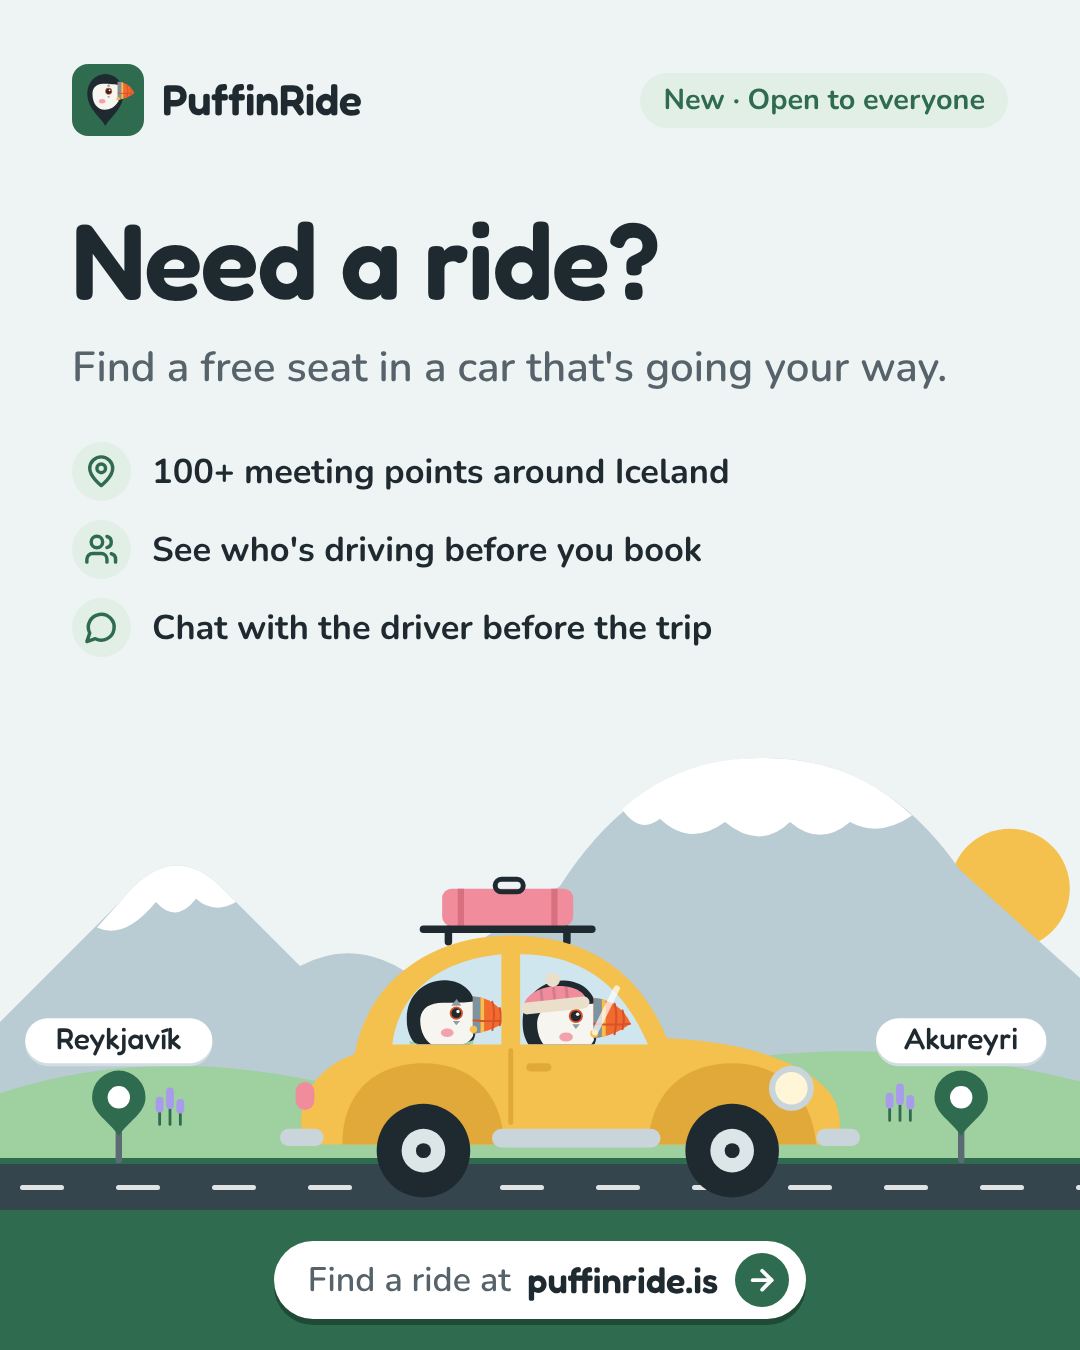 PuffinRide
New · Open to everyone
Need a ride?
Find a free seat in a car that's going your way.
100+ meeting points around Iceland
See who's driving before you book
Chat with the driver before the trip
Reykjavík
Akureyri
Find a ride at puffinride.is